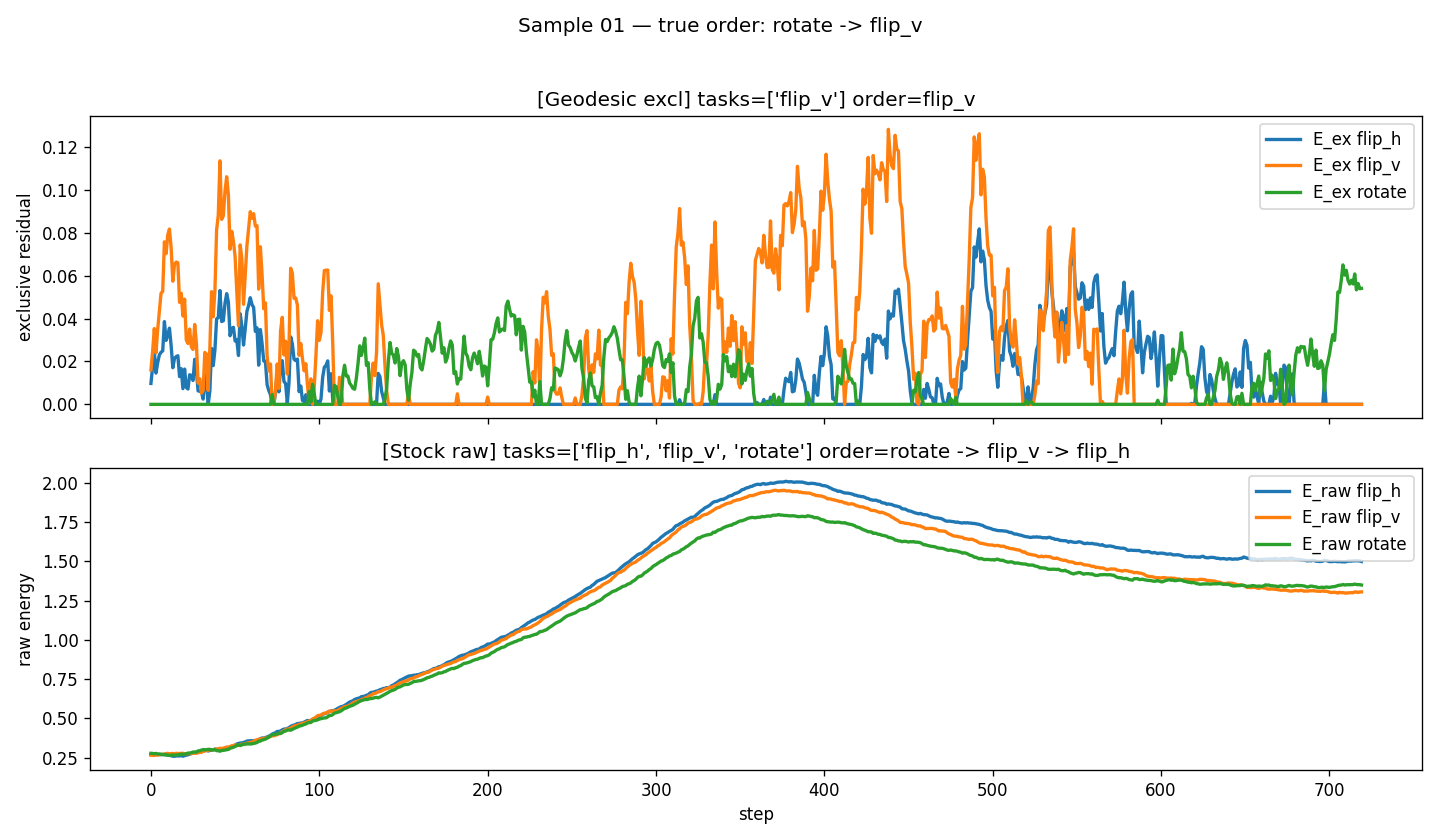 Sample 01 — true order: rotate -> flip_v
[Geodesic excl] tasks=['flip_v'] order=flip_v
exclusive residual
0.12
0.10
0.08
0.06
0.04
0.02
0.00
E_ex flip_h
E_ex flip_v
E_ex rotate
[Stock raw] tasks=['flip_h', 'flip_v', 'rotate'] order=rotate -> flip_v -> flip_h
raw energy
2.00
1.75
1.50
1.25
1.00
0.75
0.50
0.25
E_raw flip_h
E_raw flip_v
E_raw rotate
0 100 200 300 400 500 600 700
step